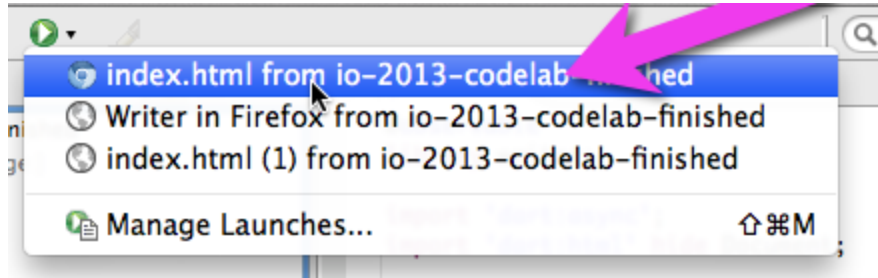 index.html from io-2013-codelab-finished
Writer in Firefox from io-2013-codelab-finished
index.html (1) from io-2013-codelab-finished
Manage Launches... ⇧⌘M